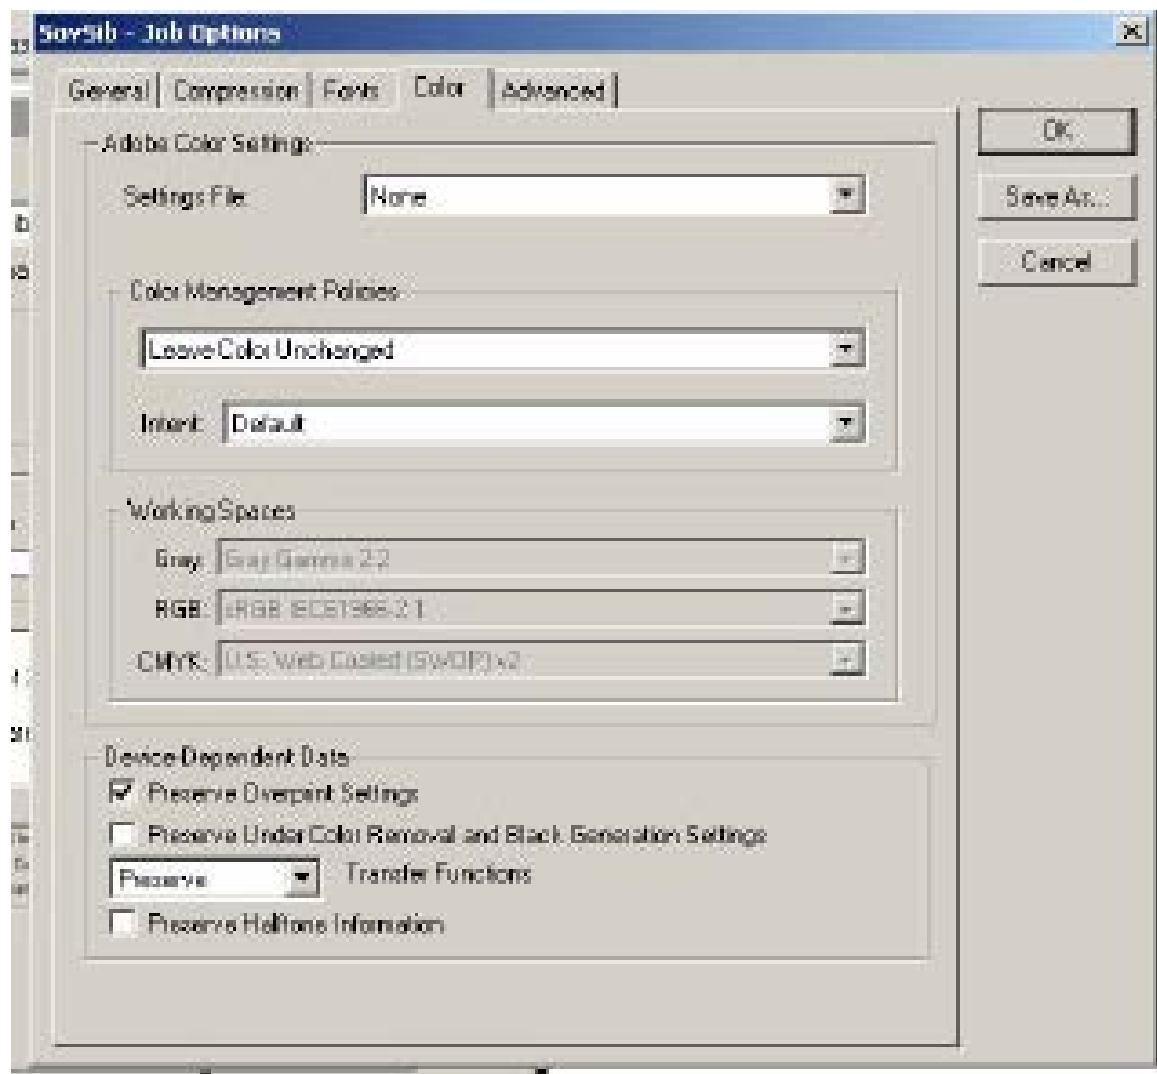 SovSib - Job Options
General Compression Fonts Color Advanced
Adobe Color Settings
OK
Settings File: None
Save As...
Cancel
Color Management Policies
Leave Color Unchanged
Intent: Default
Working Spaces
Gray: Gray Gamma 2.2
RGB: sRGB IEC61966-2.1
CMYK: U.S. Web Coated (SWOP) v2
Device-Dependent Data
Preserve Overprint Settings
Preserve Under Color Removal and Black Generation Settings
Preserve Transfer Functions
Preserve Halftone Information